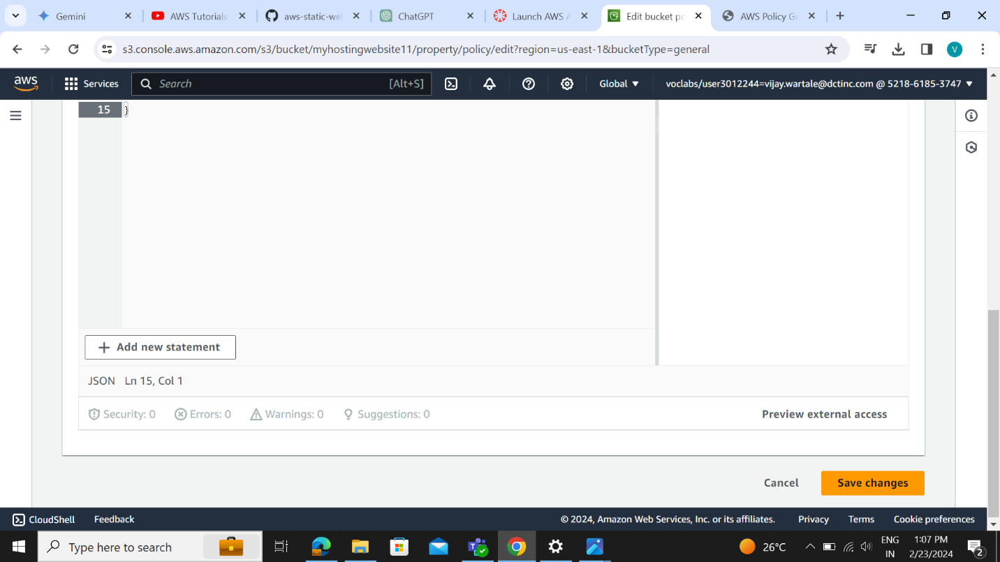 Gemini
AWS Tutorials
aws-static-wel
ChatGPT
Launch AWS A
Edit bucket po
AWS Policy Ge
s3.console.aws.amazon.com/s3/bucket/myhostingwebsite11/property/policy/edit?region=us-east-1&bucketType=general
V
aws
Services
Search
[Alt+S]
Global
voclabs/user3012244=vijay.wartale@dctinc.com @ 5218-6185-3747
15 }
+ Add new statement
JSON Ln 15, Col 1
Security: 0 Errors: 0 Warnings: 0 Suggestions: 0
Preview external access
Cancel
Save changes
CloudShell
Feedback
© 2024, Amazon Web Services, Inc. or its affiliates.
Privacy
Terms
Cookie preferences
Type here to search
26°C
ENG
IN
1:07 PM
2/23/2024
2